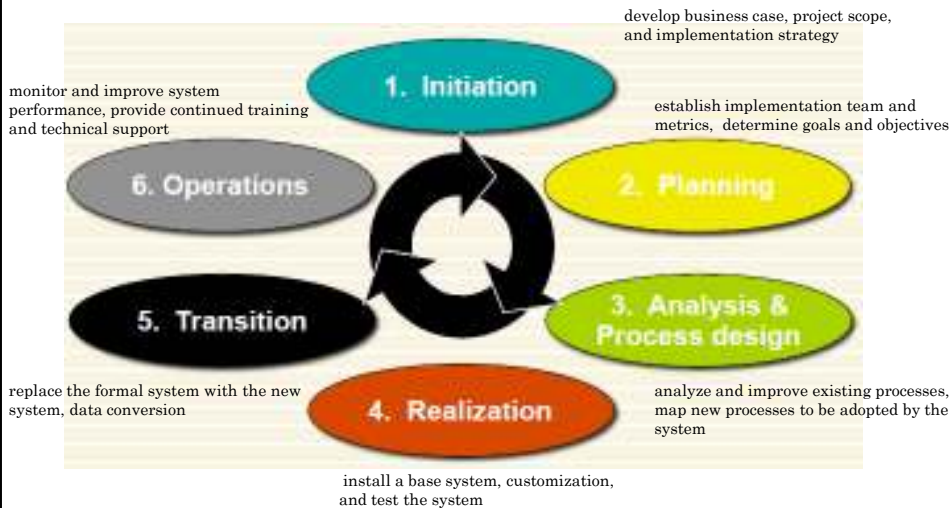 develop business case, project scope,
and implementation strategy
1. Initiation
monitor and improve system
performance, provide continued training
and technical support
establish implementation team and
metrics, determine goals and objectives
6. Operations
2. Planning
5. Transition
3. Analysis &
Process design
replace the formal system with the new
system, data conversion
4. Realization
analyze and improve existing processes,
map new processes to be adopted by the
system
install a base system, customization,
and test the system